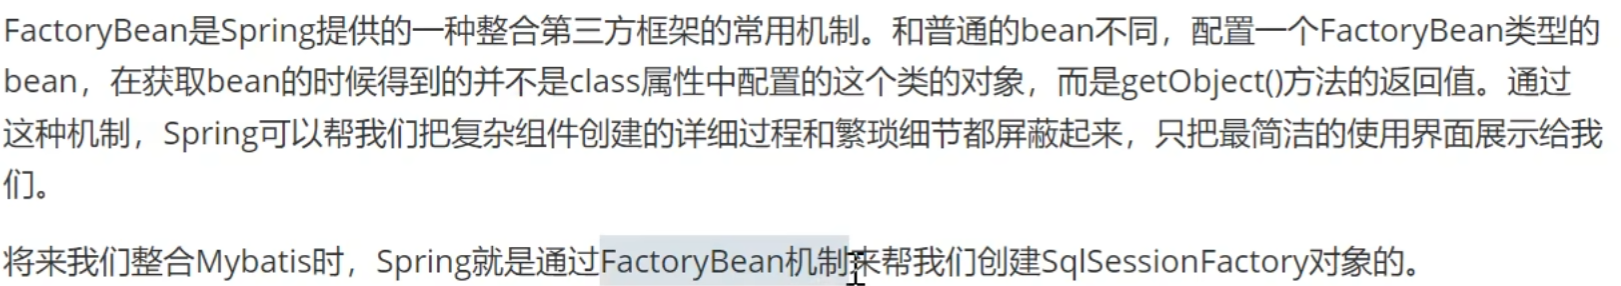 FactoryBean是Spring提供的一种整合第三方框架的常用机制。和普通的bean不同，配置一个FactoryBean类型的
bean，在获取bean的时候得到的并不是class属性中配置的这个类的对象，而是getObject()方法的返回值。通过
这种机制，Spring可以帮我们把复杂组件创建的详细过程和繁琐细节都屏蔽起来，只把最简洁的使用界面展示给我
们。
将来我们整合Mybatis时，Spring就是通过FactoryBean机制来帮我们创建SqlSessionFactory对象的。